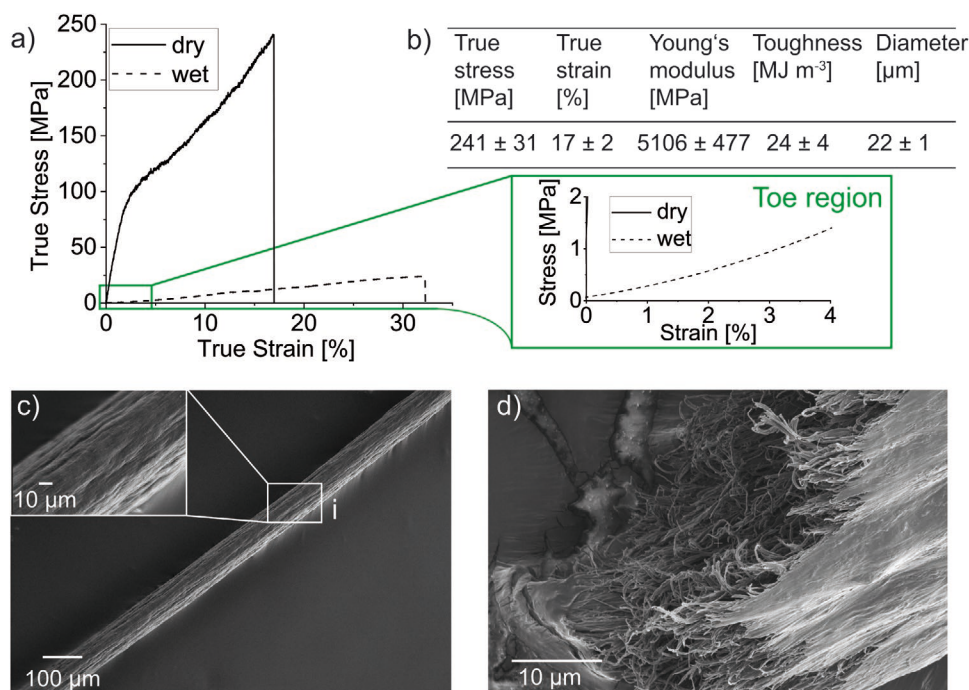 a)
250
200
150
100
50
0
True Stress [MPa]
dry
wet
0 10 20 30
True Strain [%]
b)
True stress [MPa] True strain [%] Young‘s modulus [MPa] Toughness [MJ m⁻³] Diameter [µm]
241 ± 31 17 ± 2 5106 ± 477 24 ± 4 22 ± 1
Toe region
2
1
0
Stress [MPa]
dry
wet
0 1 2 3 4
Strain [%]
c)
10 µm
i
100 µm
d)
10 µm